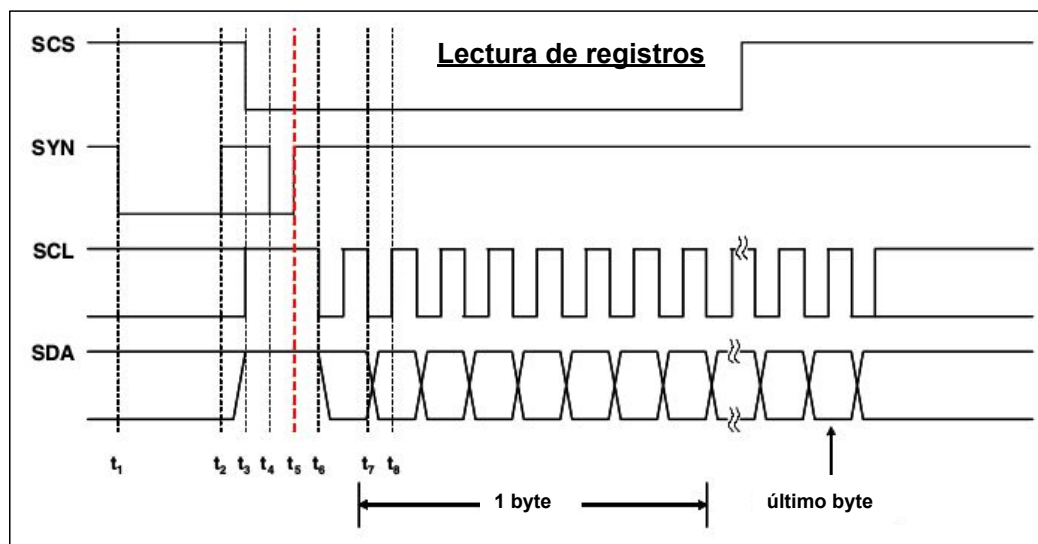 Lectura de registros
SCS
SYN
SCL
SDA
t1 t2 t3 t4 t5 t6 t7 t8
1 byte
último byte